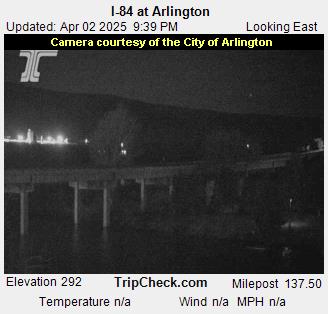 I-84 at Arlington
Updated: Apr 02 2025 9:39 PM Looking East
Camera courtesy of the City of Arlington
Elevation 292 TripCheck.com Milepost 137.50
Temperature n/a Wind n/a MPH n/a